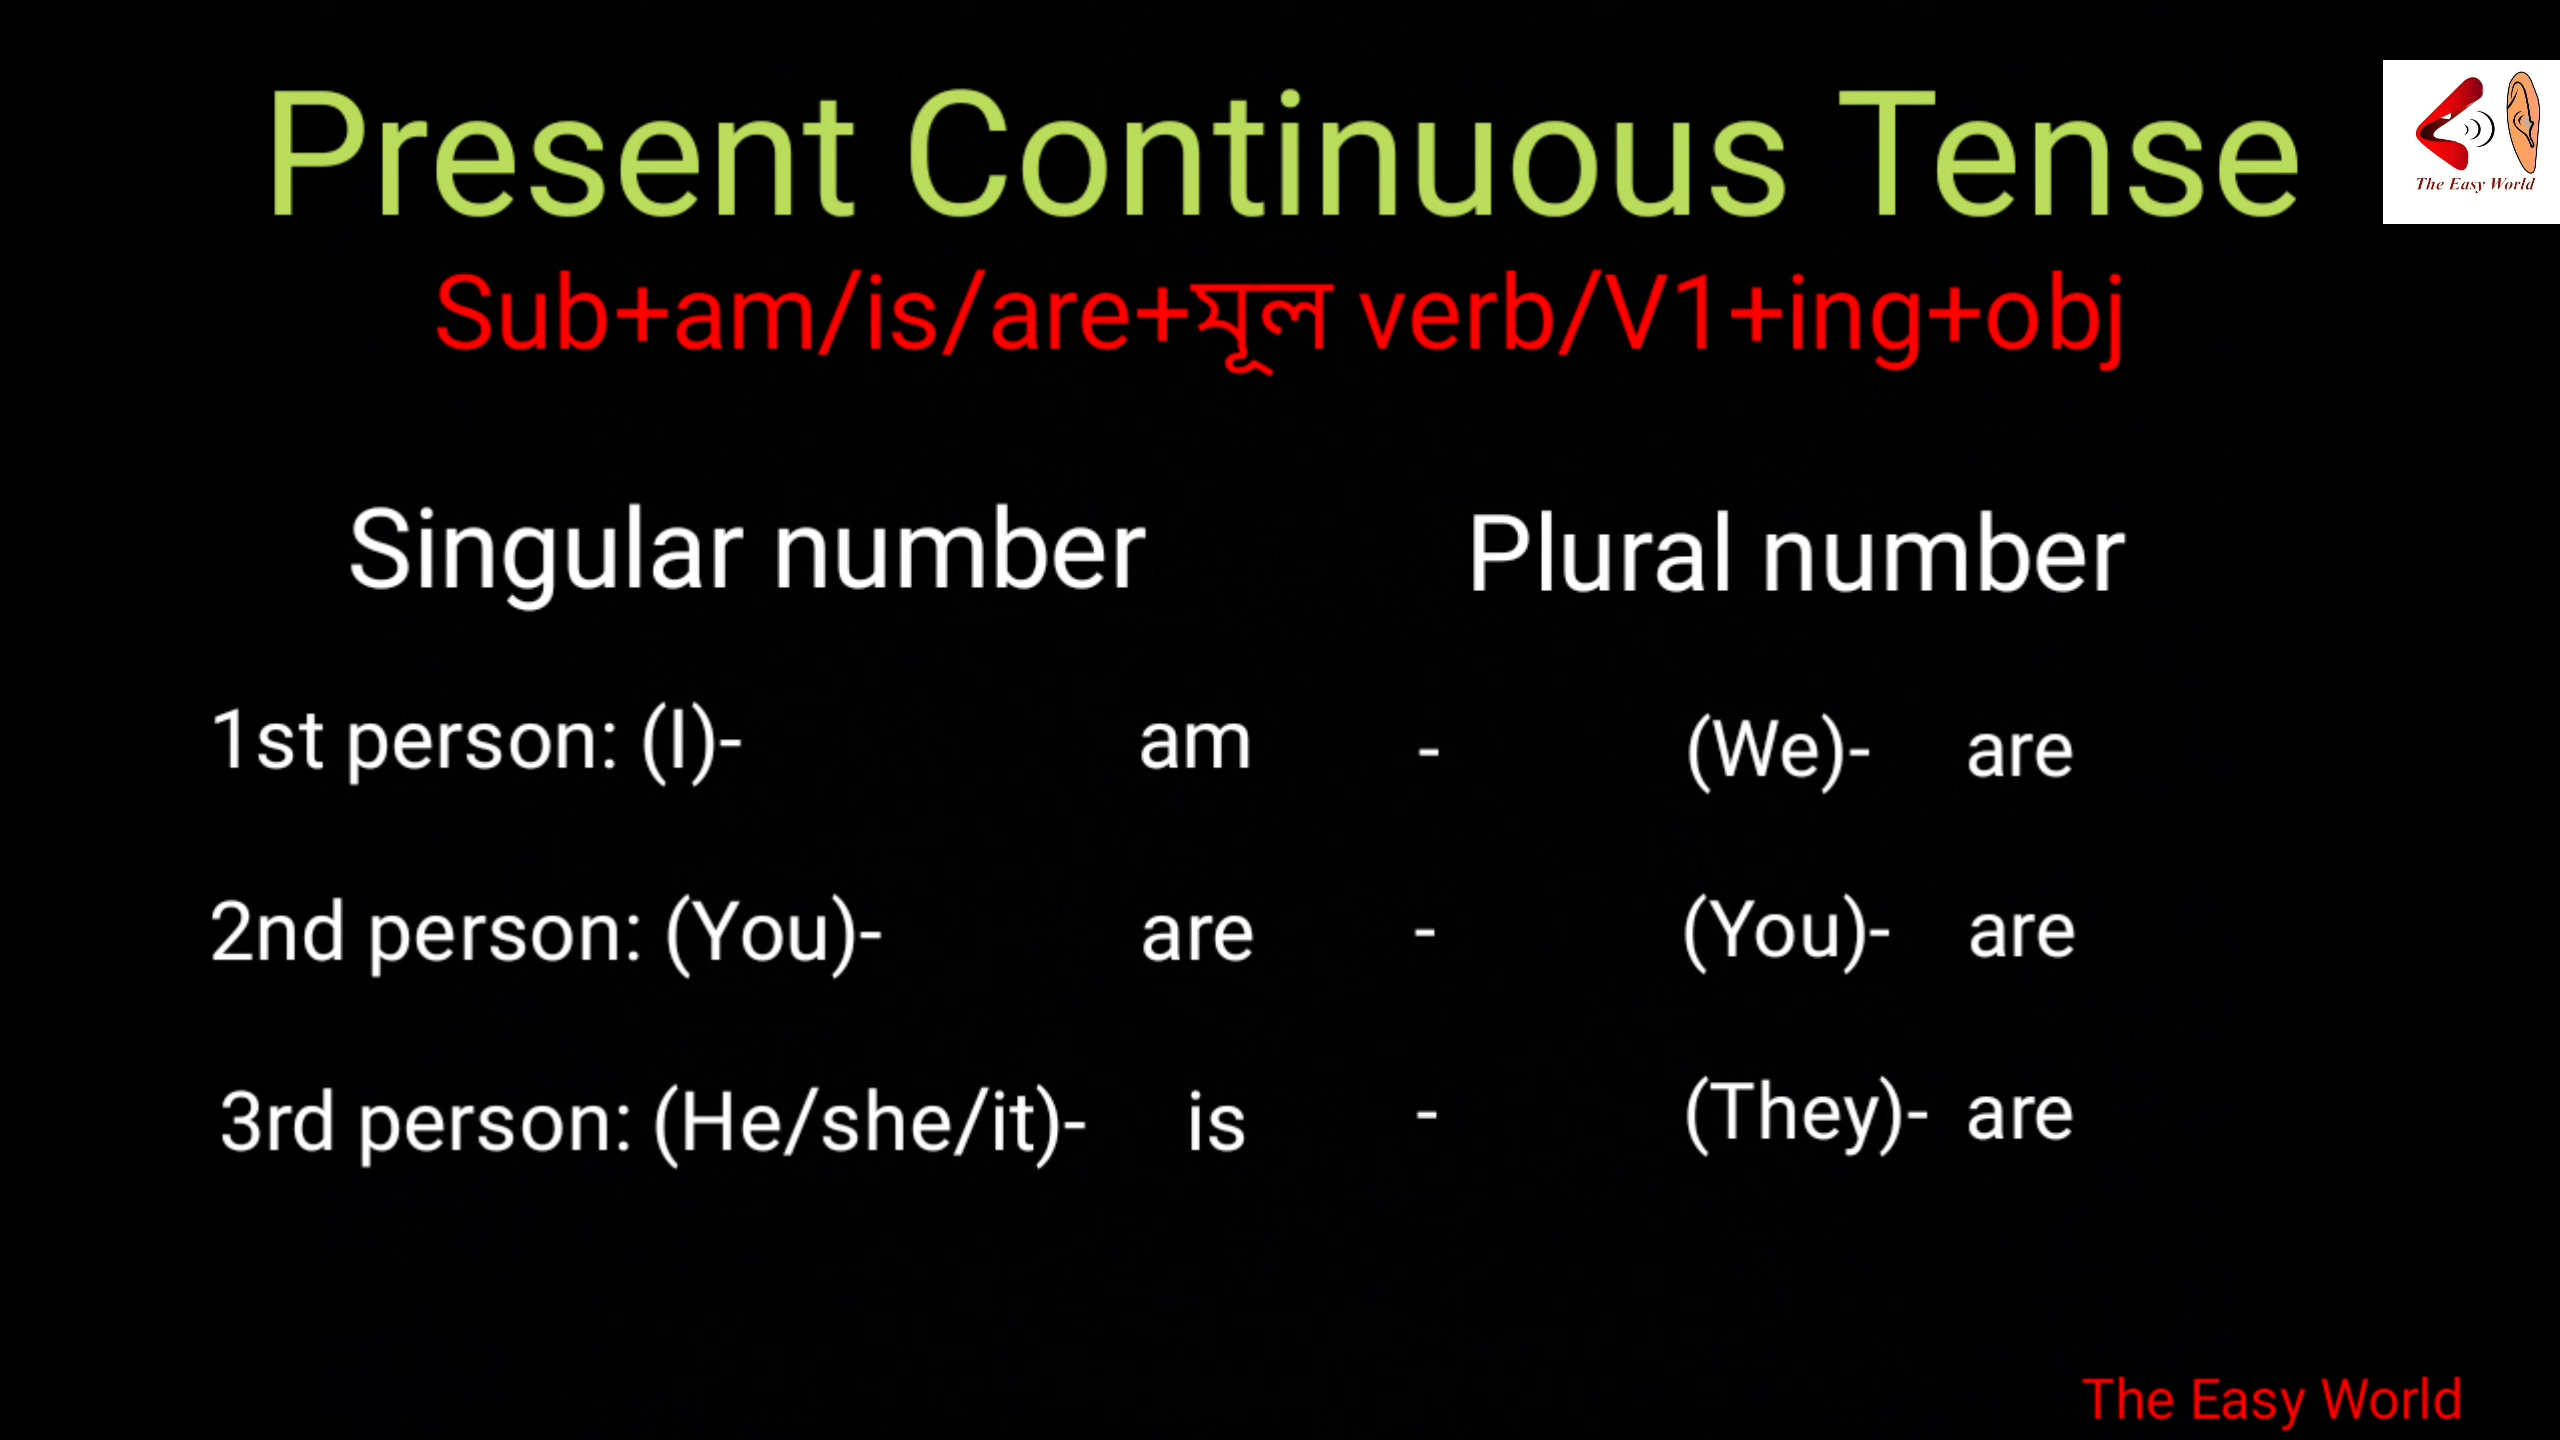 Present Continuous Tense
The Easy World
Sub+am/is/are+মূল verb/V1+ing+obj
Singular number Plural number
1st person: (I)- am - (We)- are
2nd person: (You)- are - (You)- are
3rd person: (He/she/it)- is - (They)- are
The Easy World